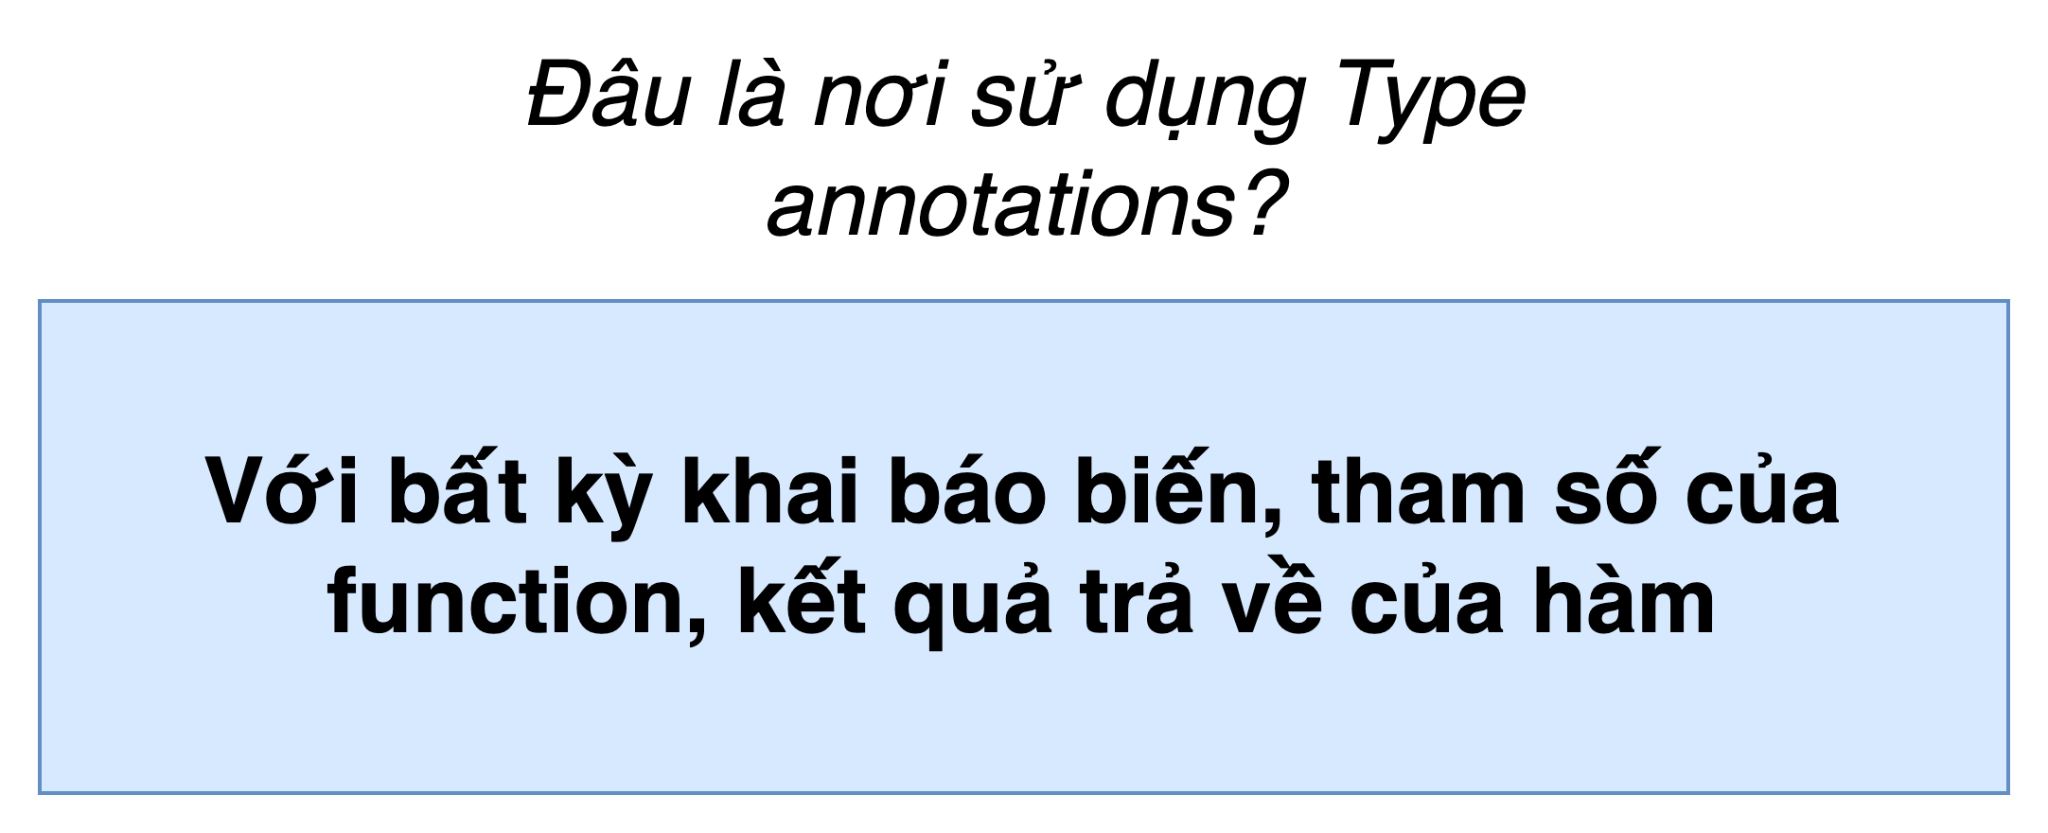 Đâu là nơi sử dụng Type
annotations?
Với bất kỳ khai báo biến, tham số của
function, kết quả trả về của hàm